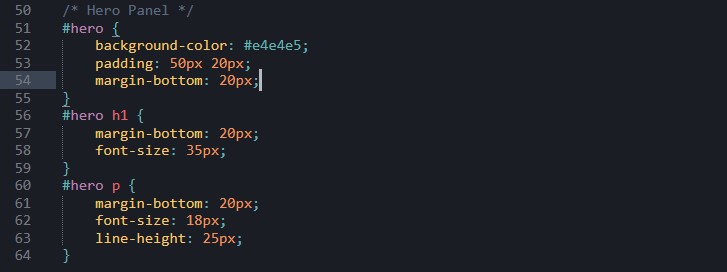 50 /* Hero Panel */
51 #hero {
52     background-color: #e4e4e5;
53     padding: 50px 20px;
54     margin-bottom: 20px;
55 }
56 #hero h1 {
57     margin-bottom: 20px;
58     font-size: 35px;
59 }
60 #hero p {
61     margin-bottom: 20px;
62     font-size: 18px;
63     line-height: 25px;
64 }